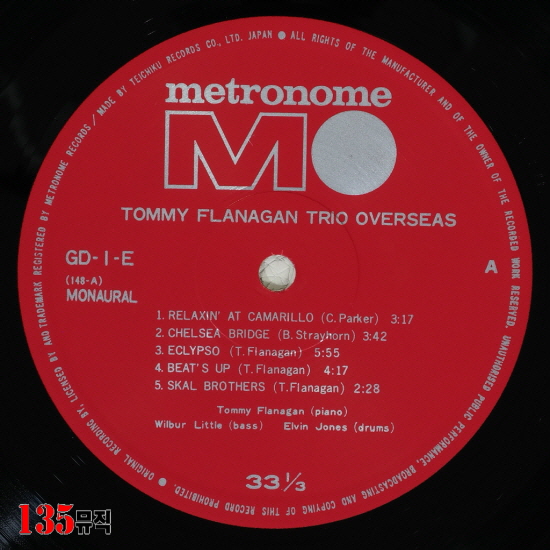 ORIGINAL RECORDING BY, LICENSED BY AND TRADEMARK REGISTERED BY METRONOME RECORDS / MADE BY TEICHIKU RECORDS CO., LTD. JAPAN ● ALL RIGHTS OF THE MANUFACTURER AND OF THE OWNER OF THE RECORDED WORK RESERVED. UNAUTHORISED PUBLIC PERFORMANCE, BROADCASTING AND COPYING OF THIS RECORD PROHIBITED. ●
metronome
MO
TOMMY FLANAGAN TRIO OVERSEAS
GD-1-E
(148-A)
MONAURAL
A
1. RELAXIN' AT CAMARILLO (C. Parker) 3:17
2. CHELSEA BRIDGE (B. Strayhorn) 3:42
3. ECLYPSO (T. Flanagan) 5:55
4. BEAT'S UP (T. Flanagan) 4:17
5. SKAL BROTHERS (T. Flanagan) 2:28
Tommy Flanagan (piano)
Wilbur Little (bass) Elvin Jones (drums)
33 1/3
135뮤직